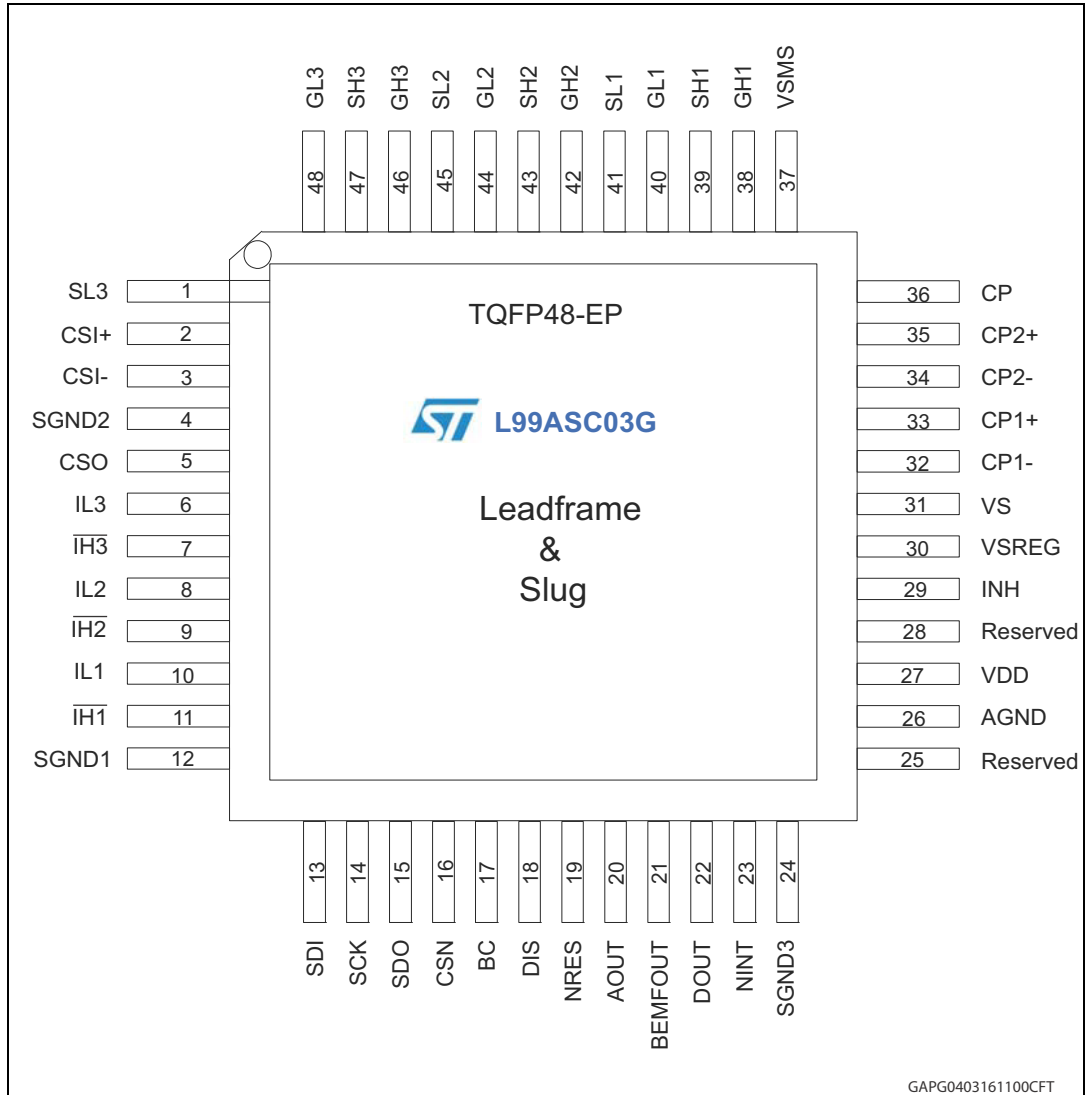 GL3 SH3 GH3 SL2 GL2 SH2 GH2 SL1 GL1 SH1 GH1 VSMS
48 47 46 45 44 43 42 41 40 39 38 37
SL3 1
CSI+ 2
CSI- 3
SGND2 4
CSO 5
IL3 6
I̅H̅3̅ 7
IL2 8
I̅H̅2̅ 9
IL1 10
I̅H̅1̅ 11
SGND1 12
TQFP48-EP
ST L99ASC03G
Leadframe
&
Slug
36 CP
35 CP2+
34 CP2-
33 CP1+
32 CP1-
31 VS
30 VSREG
29 INH
28 Reserved
27 VDD
26 AGND
25 Reserved
13 14 15 16 17 18 19 20 21 22 23 24
SDI SCK SDO CSN BC DIS NRES AOUT BEMFOUT DOUT NINT SGND3
GAPG0403161100CFT